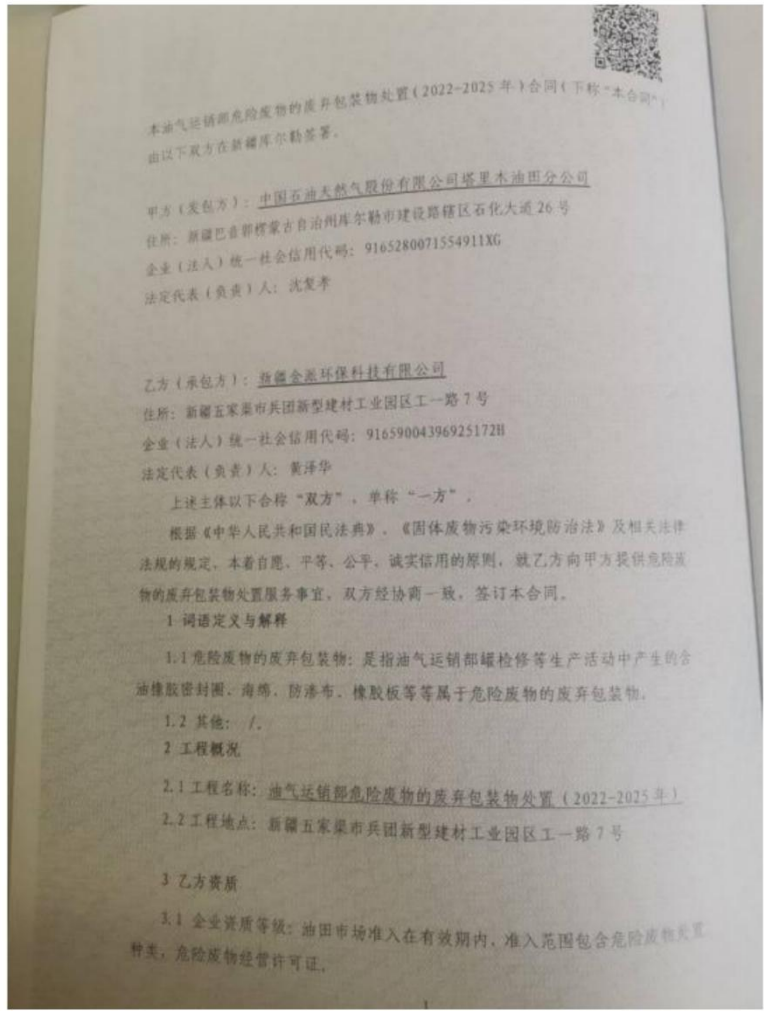 本油气运销部危险废物的废弃包装物处置（2022-2025年）合同（下称“本合同”）
由以下双方在新疆库尔勒签署。
甲方（发包方）：中国石油天然气股份有限公司塔里木油田分公司
住所：新疆巴音郭楞蒙古自治州库尔勒市建设路辖区石化大道26号
企业（法人）统一社会信用代码：9165280071554911XG
法定代表（负责）人：沈复孝
乙方（承包方）：新疆金派环保科技有限公司
住所：新疆五家渠市兵团新型建材工业园区工一路7号
企业（法人）统一社会信用代码：91659004396925172H
法定代表（负责）人：黄泽华
上述主体以下合称“双方”，单称“一方”。
根据《中华人民共和国民法典》、《固体废物污染环境防治法》及相关法律
法规的规定，本着自愿、平等、公平、诚实信用的原则，就乙方向甲方提供危险废
物的废弃包装物处置服务事宜，双方经协商一致，签订本合同。
1 词语定义与解释
1.1危险废物的废弃包装物：是指油气运销部罐检修等生产活动中产生的含
油橡胶密封圈、海绵、防渗布、橡胶板等等属于危险废物的废弃包装物。
1.2 其他： /。
2 工程概况
2.1工程名称：油气运销部危险废物的废弃包装物处置（2022-2025年）
2.2工程地点：新疆五家渠市兵团新型建材工业园区工一路7号
3 乙方资质
3.1 企业资质等级：油田市场准入在有效期内，准入范围包含危险废物处置
种类，危险废物经营许可证。
1